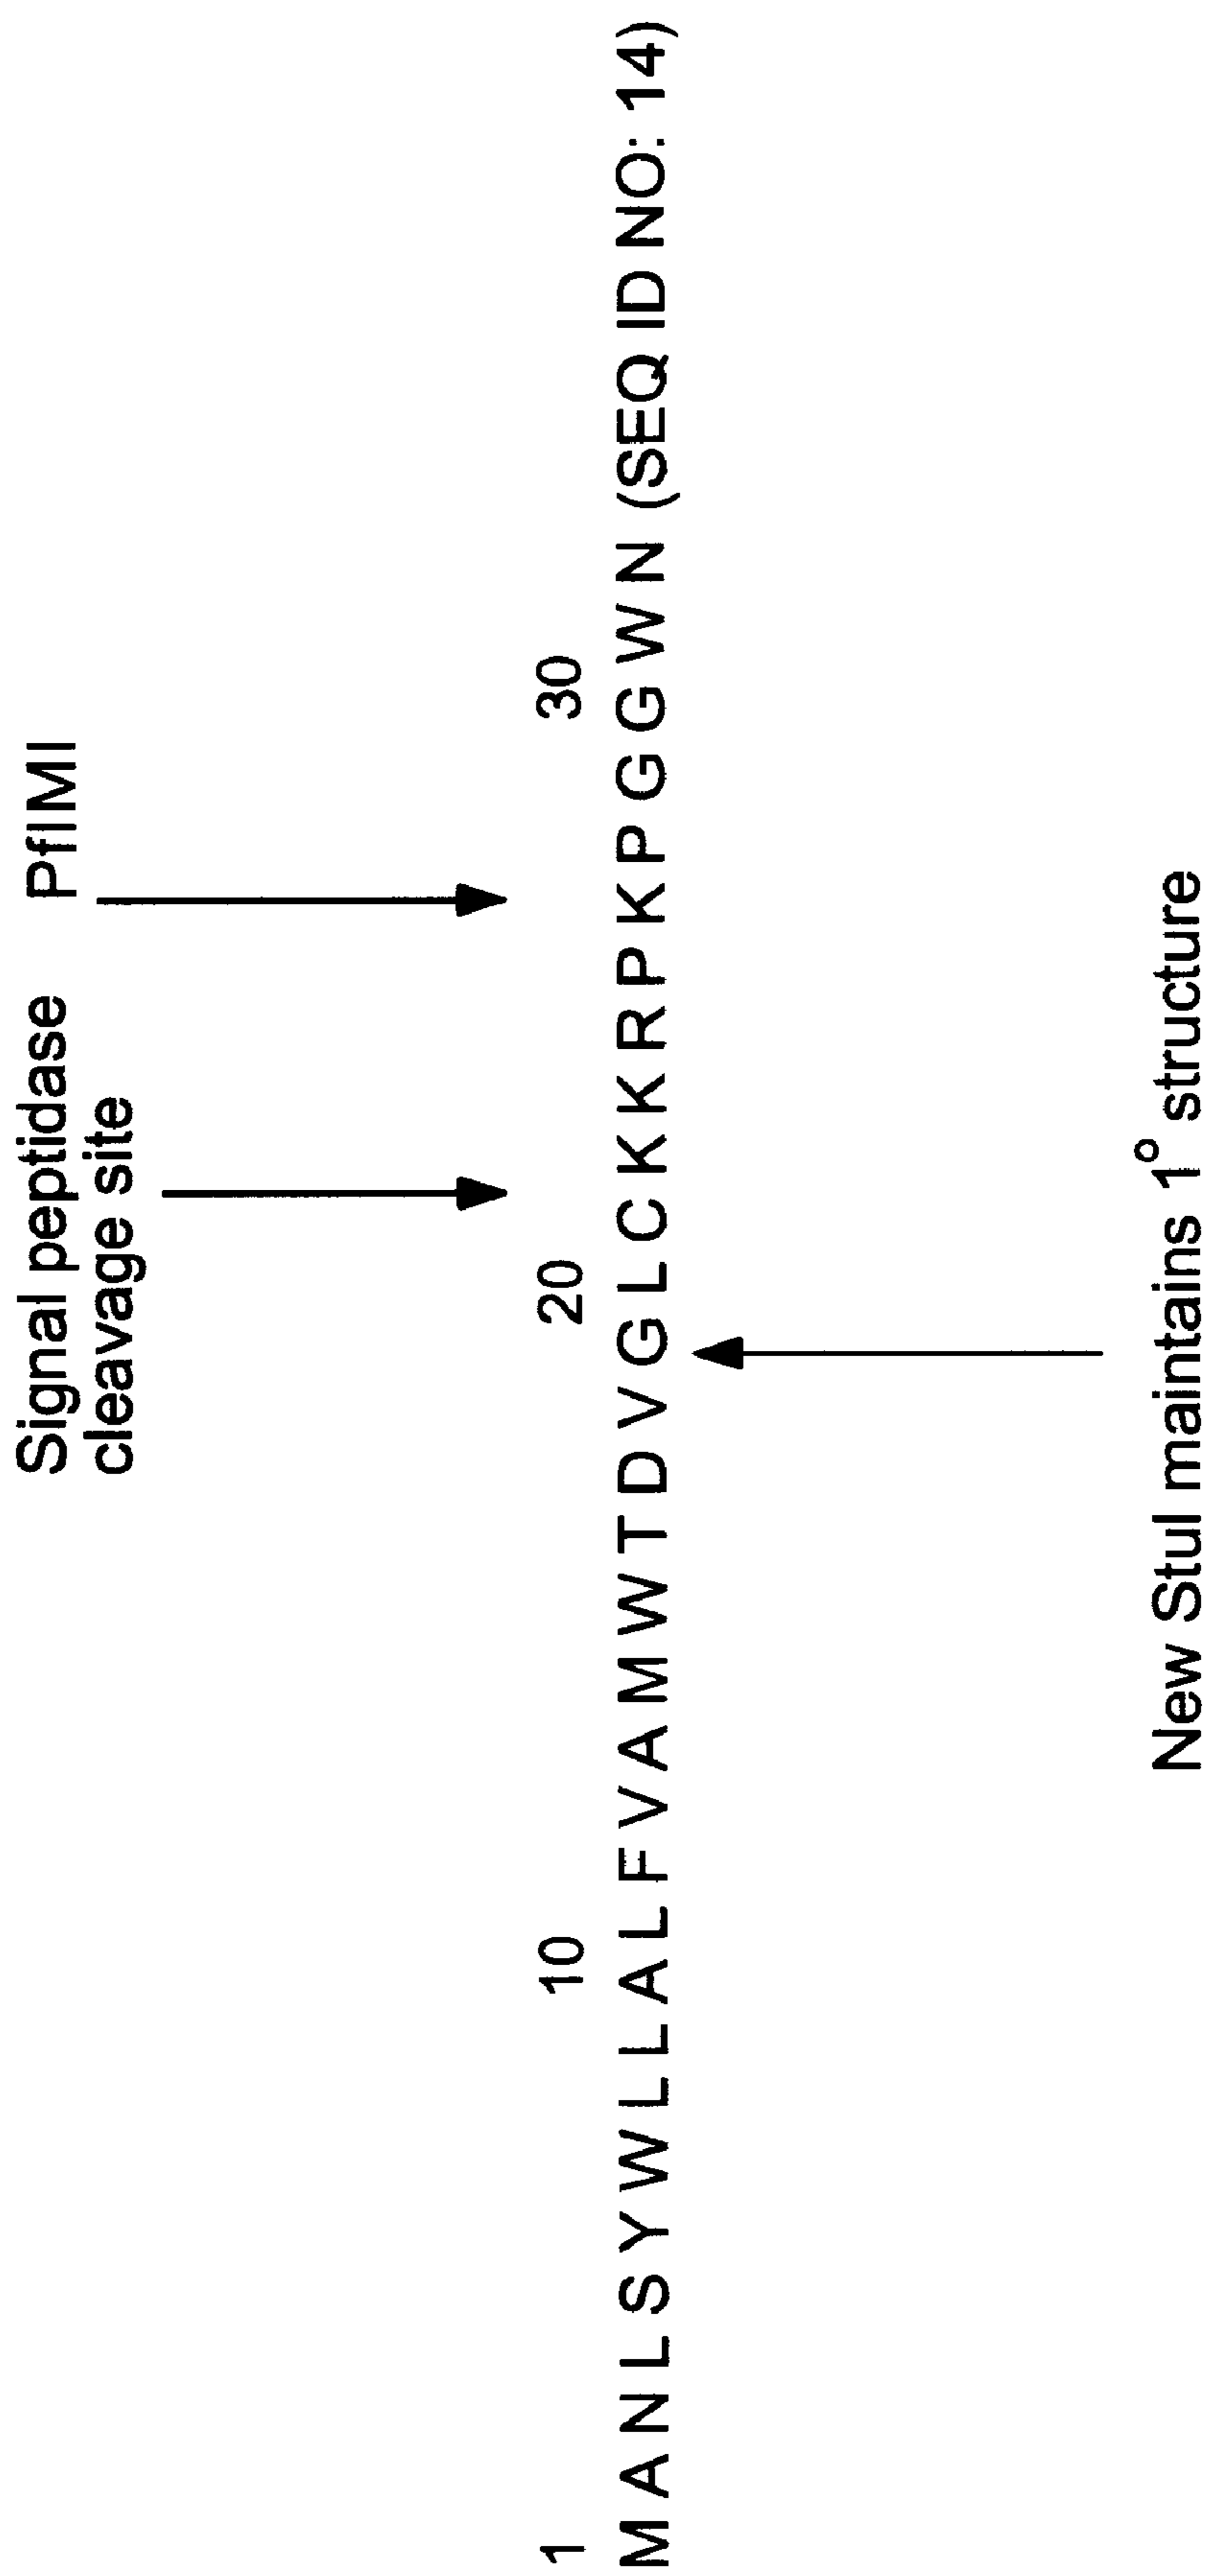 Signal peptidase PflMI
cleavage site
1 10 20 30
M A N L S Y W L L A L F V A M W T D V G L C K K R P K P G G W N (SEQ ID NO: 14)
New StuI maintains 1° structure